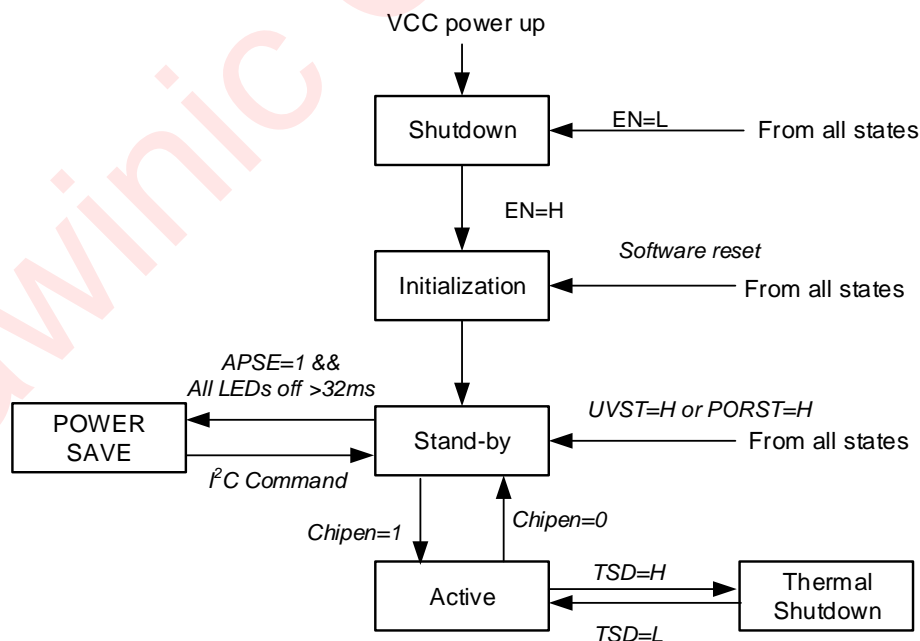 awinic
VCC power up
Shutdown
EN=L
From all states
EN=H
Software reset
Initialization
From all states
APSE=1 &&
All LEDs off >32ms
POWER
SAVE
I²C Command
Stand-by
UVST=H or PORST=H
From all states
Chipen=1
Chipen=0
Active
TSD=H
TSD=L
Thermal
Shutdown